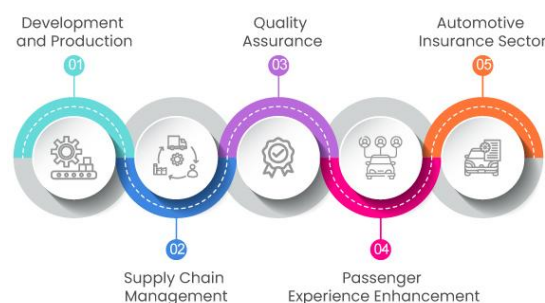 Development
and Production
01
Quality
Assurance
03
Automotive
Insurance Sector
05
02
Supply Chain
Management
04
Passenger
Experience Enhancement